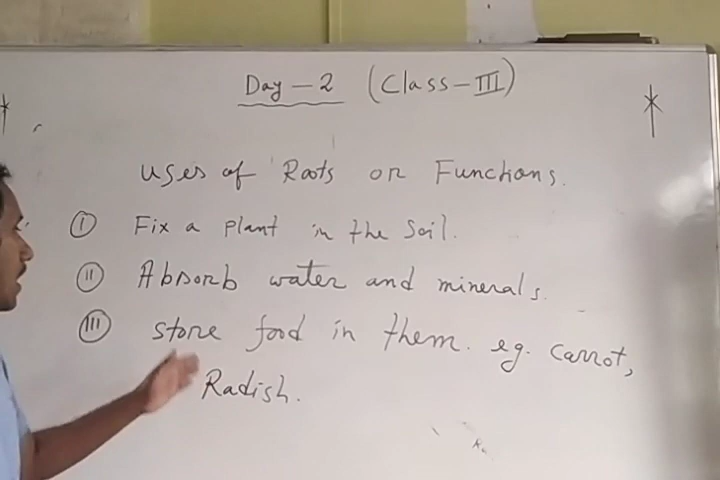 Day - 2 (Class - III)
Uses of Roots or Functions.
(I) Fix a plant in the Soil.
(II) Absorb water and minerals.
(III) Store food in them. eg. Carrot,
Radish.